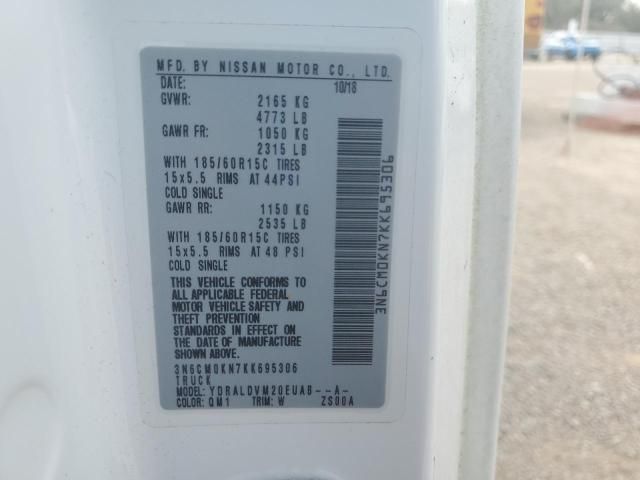 MFD. BY NISSAN MOTOR CO., LTD.
DATE: 10/18
GVWR: 2165 KG
4773 LB
GAWR FR: 1050 KG
2315 LB
WITH 185/60R15C TIRES
15x5.5 RIMS AT 44PSI
COLD SINGLE
GAWR RR: 1150 KG
2535 LB
WITH 185/60R15C TIRES
15x5.5 RIMS AT 48 PSI
COLD SINGLE
THIS VEHICLE CONFORMS TO
ALL APPLICABLE FEDERAL
MOTOR VEHICLE SAFETY AND
THEFT PREVENTION
STANDARDS IN EFFECT ON
THE DATE OF MANUFACTURE
SHOWN ABOVE.
3N6CM0KN7KK695306
TRUCK
MODEL: YDRALDVM20EUAB--A-
COLOR: QM1 TRIM: W ZS00A
3N6CM0KN7KK695306